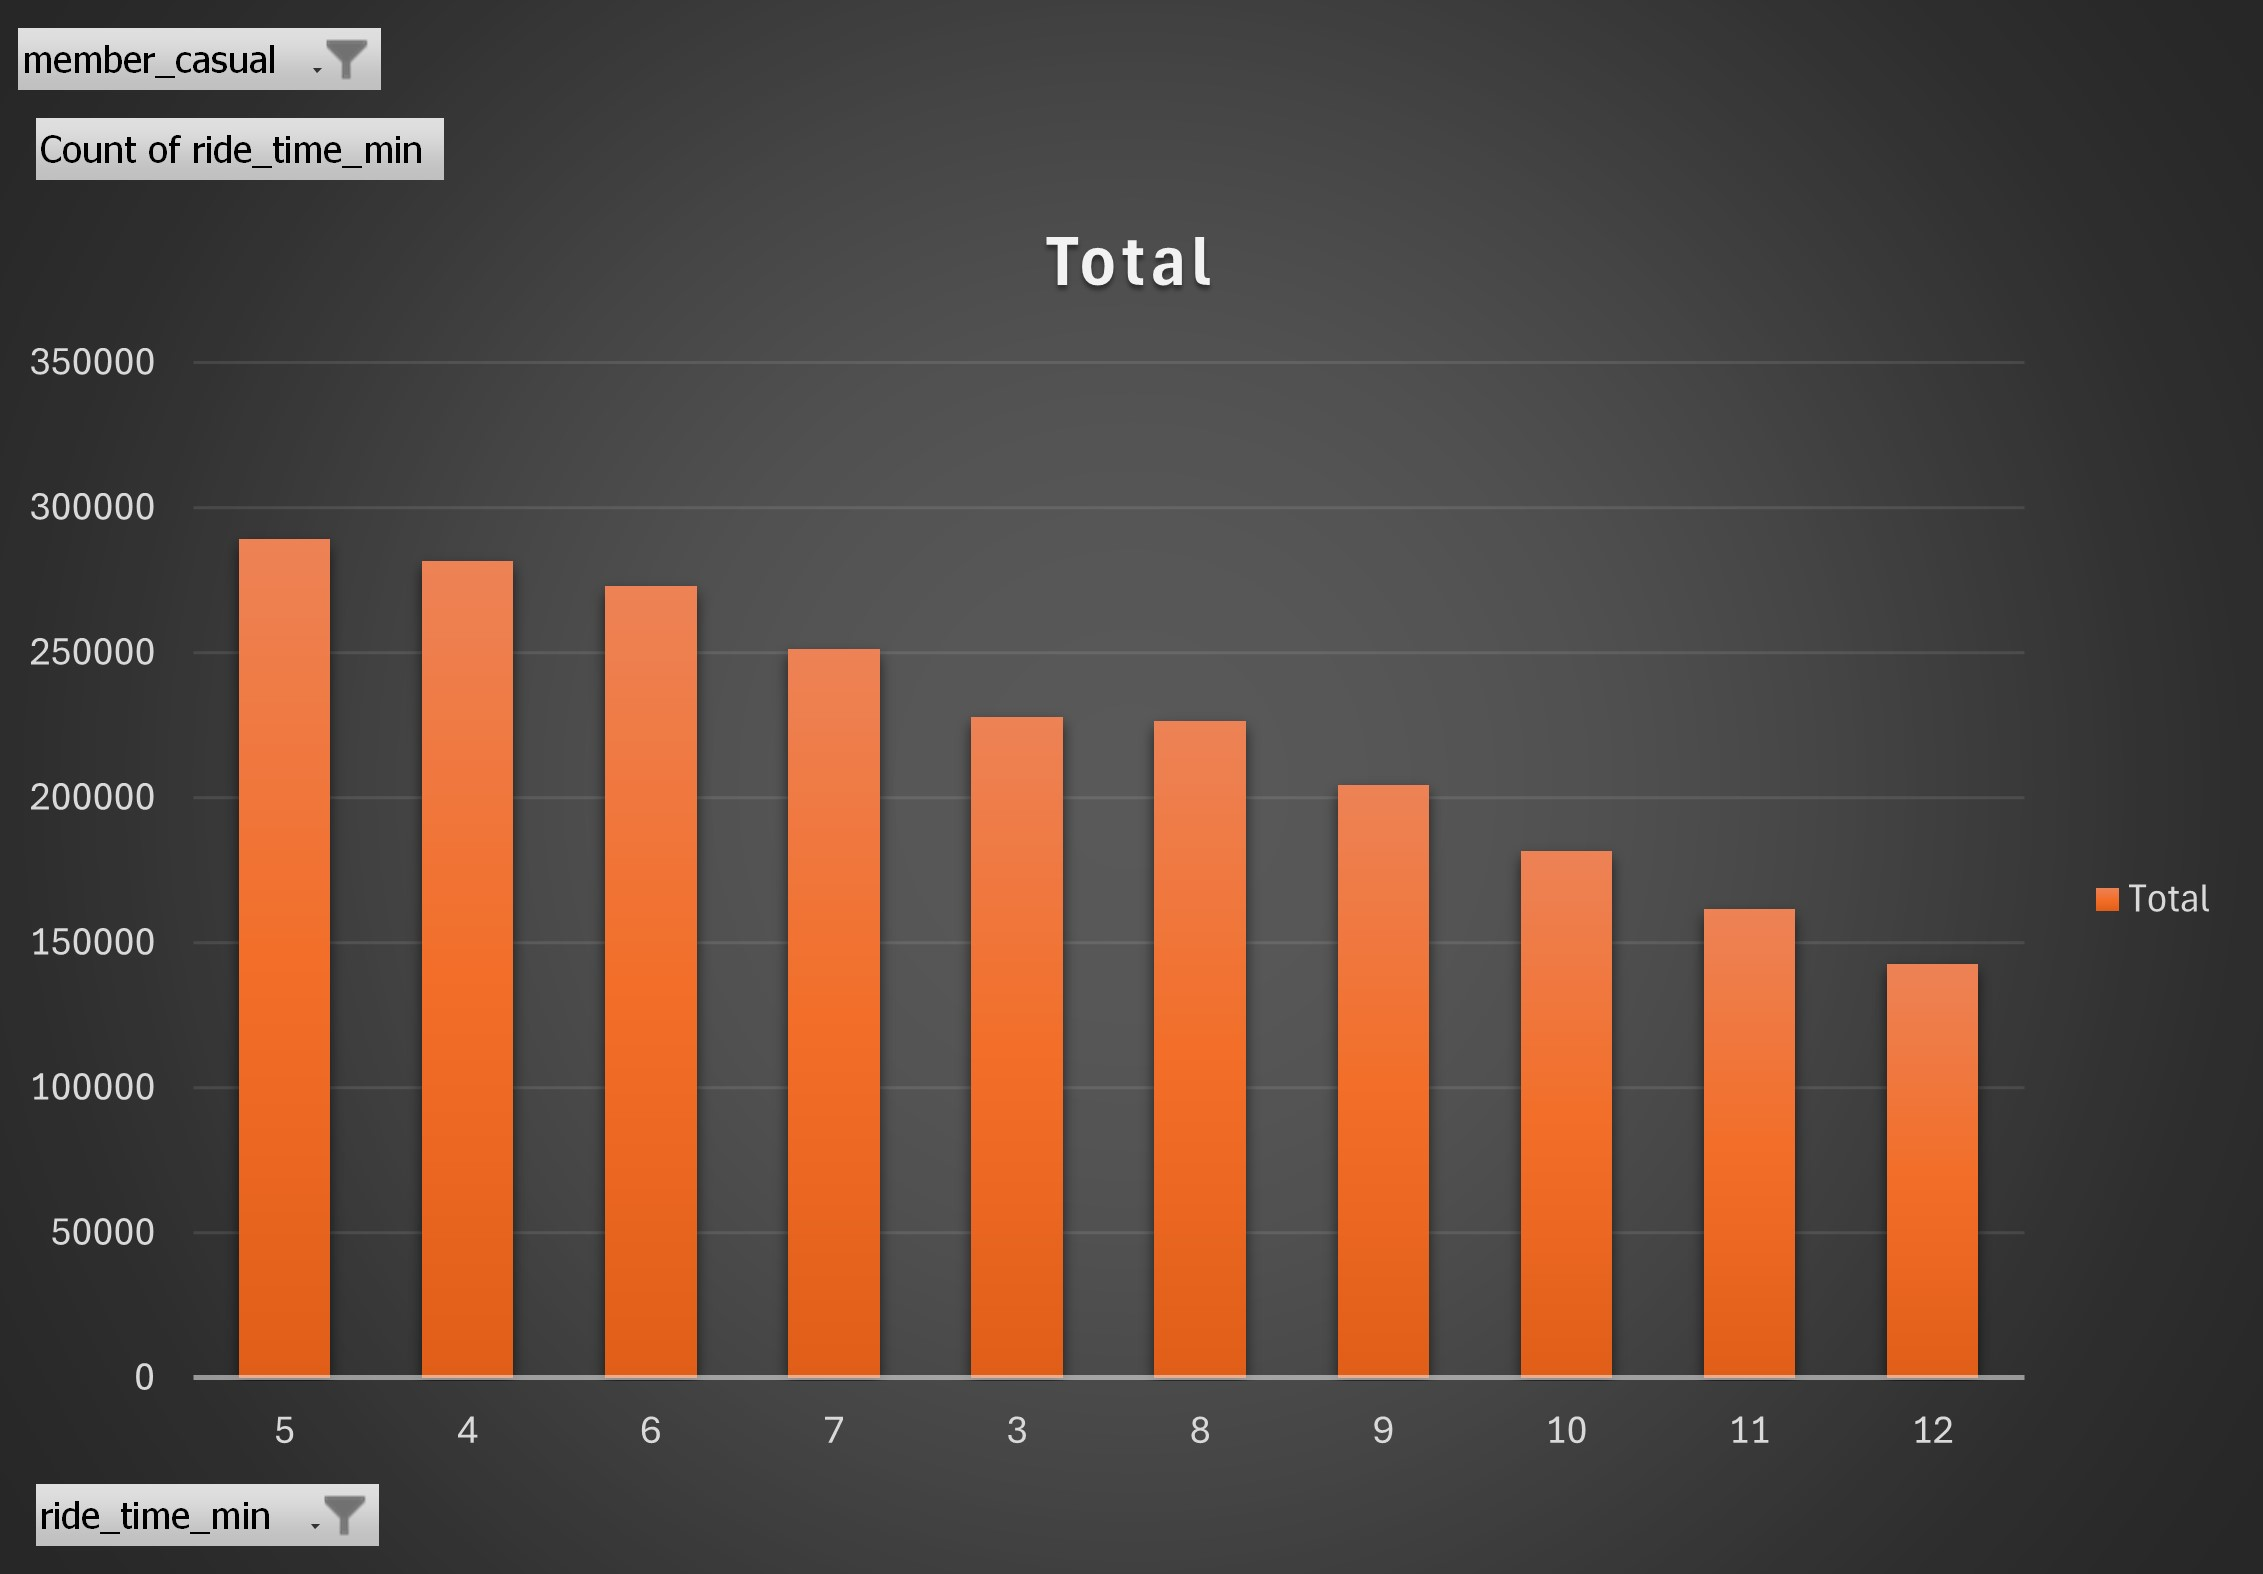 member_casual
Count of ride_time_min
Total
350000
300000
250000
200000
150000
100000
50000
0
Total
5 4 6 7 3 8 9 10 11 12
ride_time_min